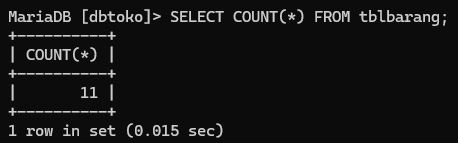 MariaDB [dbtoko]> SELECT COUNT(*) FROM tblbarang;
+----------+
| COUNT(*) |
+----------+
|       11 |
+----------+
1 row in set (0.015 sec)